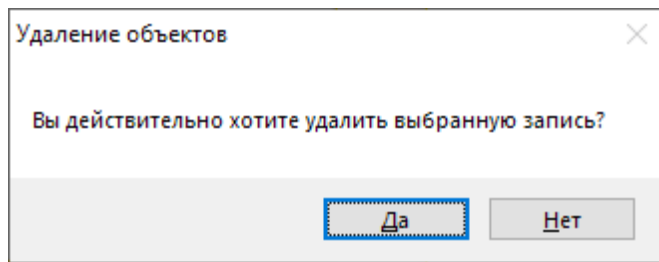 Удаление объектов
Вы действительно хотите удалить выбранную запись?
Да
Нет